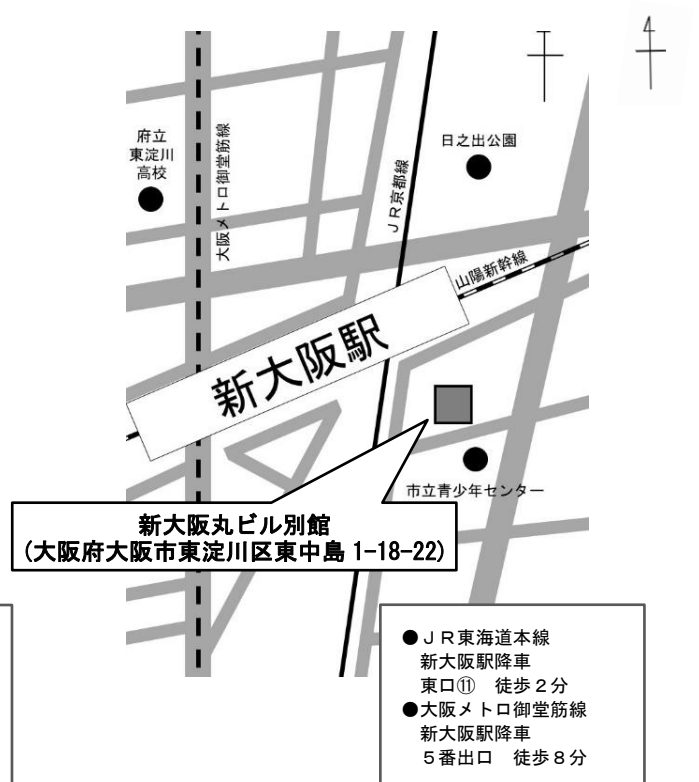 府立
東淀川
高校
大阪メトロ御堂筋線
JR京都線
日之出公園
山陽新幹線
新大阪駅
市立青少年センター
新大阪丸ビル別館
(大阪府大阪市東淀川区東中島 1-18-22)
●ＪＲ東海道本線
新大阪駅降車
東口⑪　徒歩２分
●大阪メトロ御堂筋線
新大阪駅降車
５番出口　徒歩８分